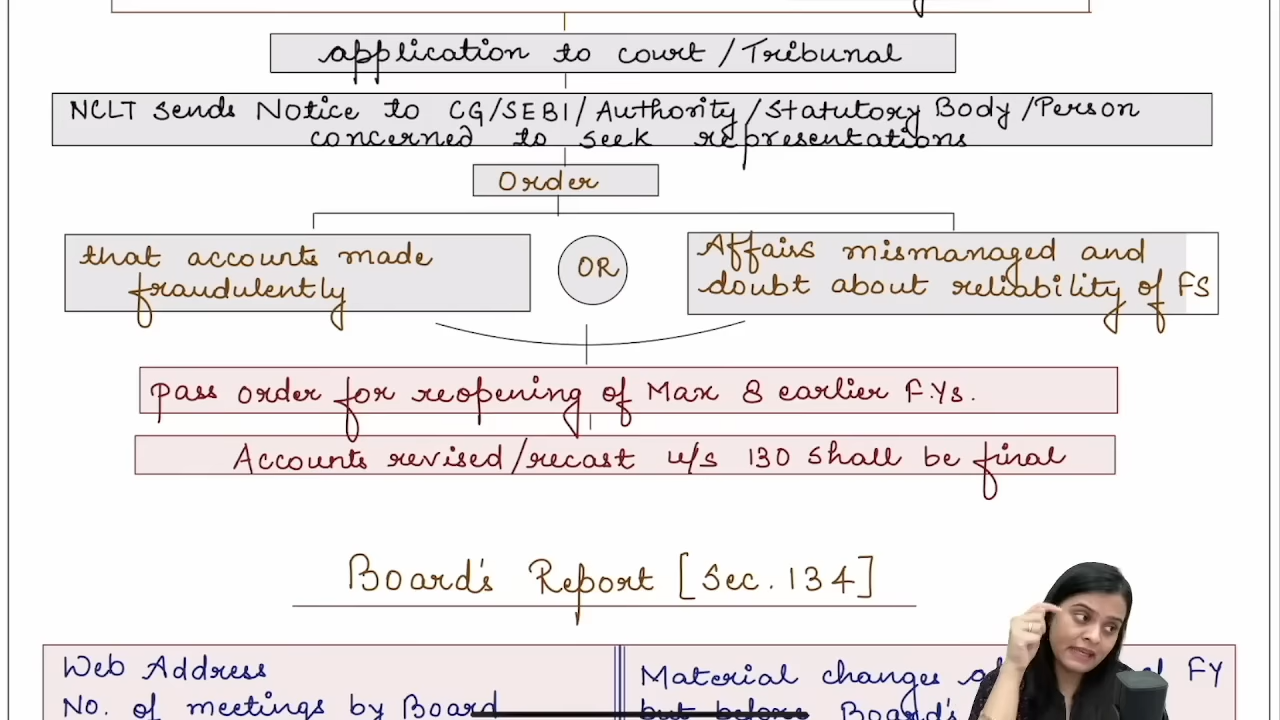 application to court / Tribunal
NCLT sends Notice to CG/SEBI/Authority/Statutory Body/Person
concerned to seek representations
Order
that accounts made
fraudulently
OR
Affairs mismanaged and
doubt about reliability of FS
pass order for reopening of Max 8 earlier F.Ys.
Accounts revised/recast u/s 130 shall be final
Board's Report [Sec. 134]
Web Address
No. of meetings by Board
Material changes FY
but before Board's